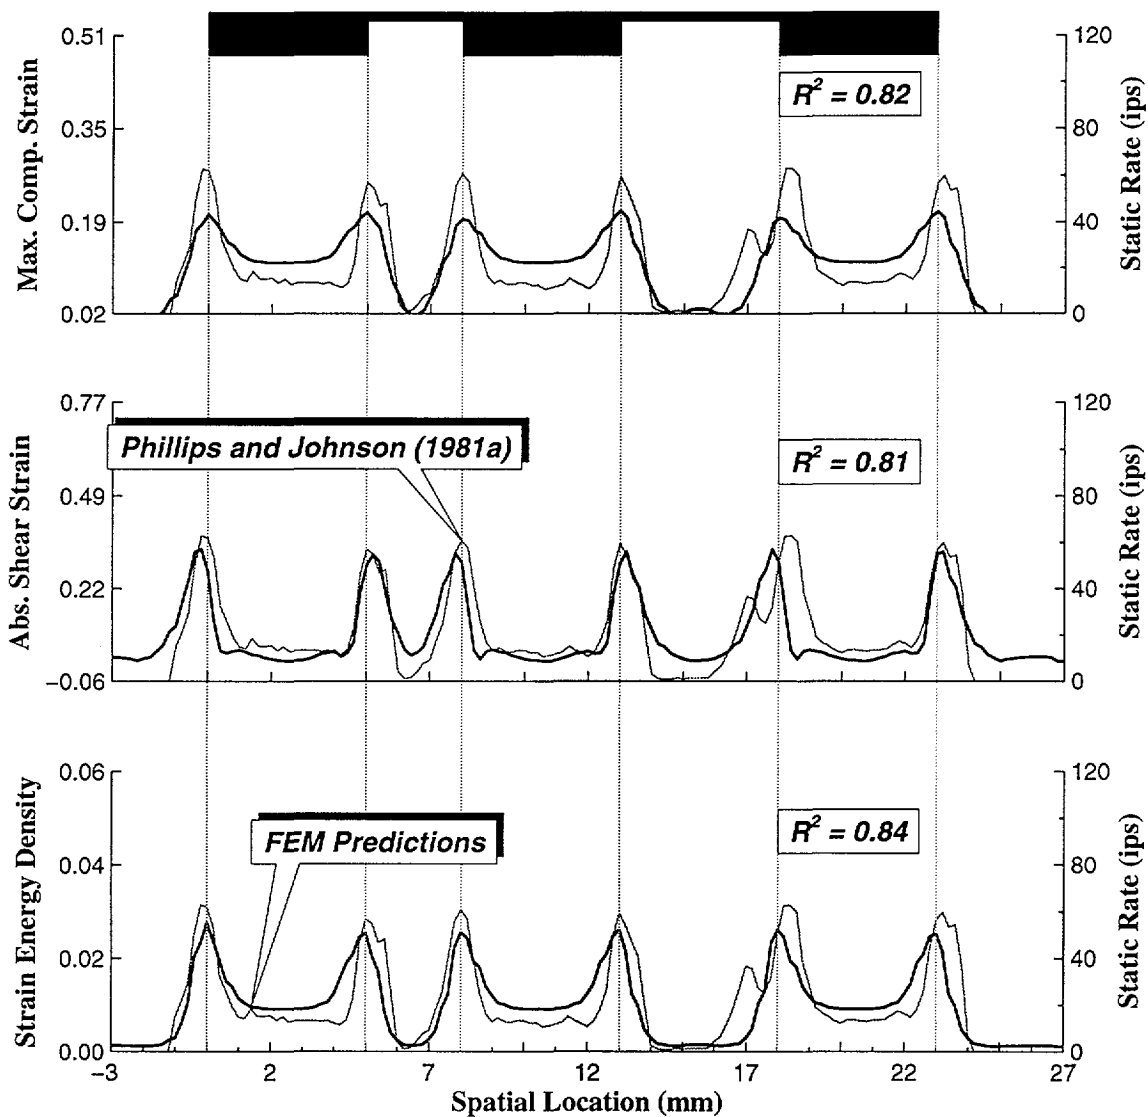 0.51
0.35
0.19
0.02
Max. Comp. Strain
R² = 0.82
120
80
40
0
Static Rate (ips)
0.77
0.49
0.22
−0.06
Abs. Shear Strain
Phillips and Johnson (1981a)
R² = 0.81
120
80
40
0
Static Rate (ips)
0.06
0.04
0.02
0.00
Strain Energy Density
FEM Predictions
R² = 0.84
120
80
40
0
Static Rate (ips)
−3 2 7 12 17 22 27
Spatial Location (mm)